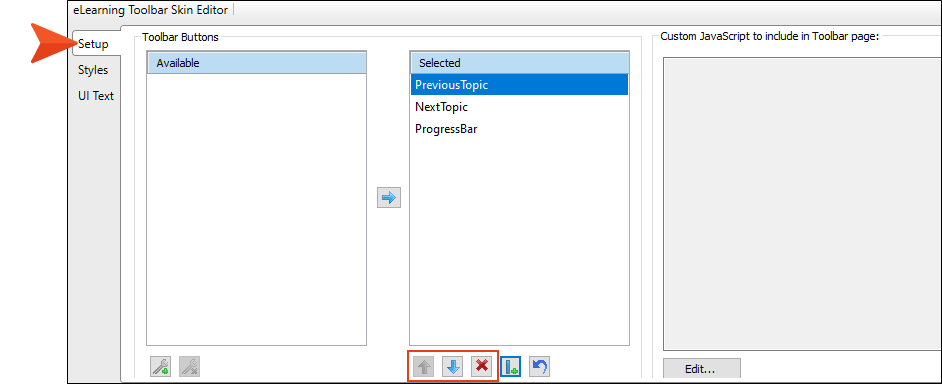 eLearning Toolbar Skin Editor
Setup
Styles
UI Text
Toolbar Buttons
Available
Selected
PreviousTopic
NextTopic
ProgressBar
Custom JavaScript to include in Toolbar page:
Edit...